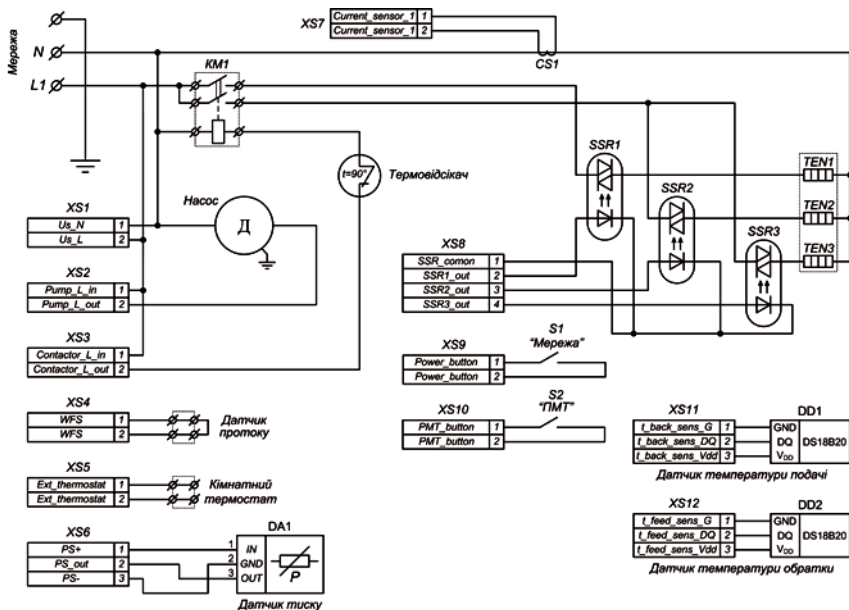 Мережа
N
L1
XS7
Current_sensor_1 1
Current_sensor_1 2
CS1
KM1
t=90°
Термовідсікач
SSR1
SSR2
SSR3
TEN1
TEN2
TEN3
XS1
Us_N 1
Us_L 2
Насос
Д
XS2
Pump_L_in 1
Pump_L_out 2
XS3
Contactor_L_in 1
Contactor_L_out 2
XS8
SSR_comon 1
SSR1_out 2
SSR2_out 3
SSR3_out 4
XS9
Power_button 1
Power_button 2
S1
"Мережа"
XS4
WFS 1
WFS 2
Датчик
протоку
XS10
PMT_button 1
PMT_button 2
S2
"ПМТ"
XS5
Ext_thermostat 1
Ext_thermostat 2
Кімнатний
термостат
XS6
PS+ 1
PS_out 2
PS- 3
DA1
1 IN
2 GND
3 OUT
P
Датчик тиску
XS11
t_back_sens_G 1
t_back_sens_DQ 2
t_back_sens_Vdd 3
DD1
GND
DQ
VDD
DS18B20
Датчик температури подачі
XS12
t_feed_sens_G 1
t_feed_sens_DQ 2
t_feed_sens_Vdd 3
DD2
GND
DQ
VDD
DS18B20
Датчик температури обратки